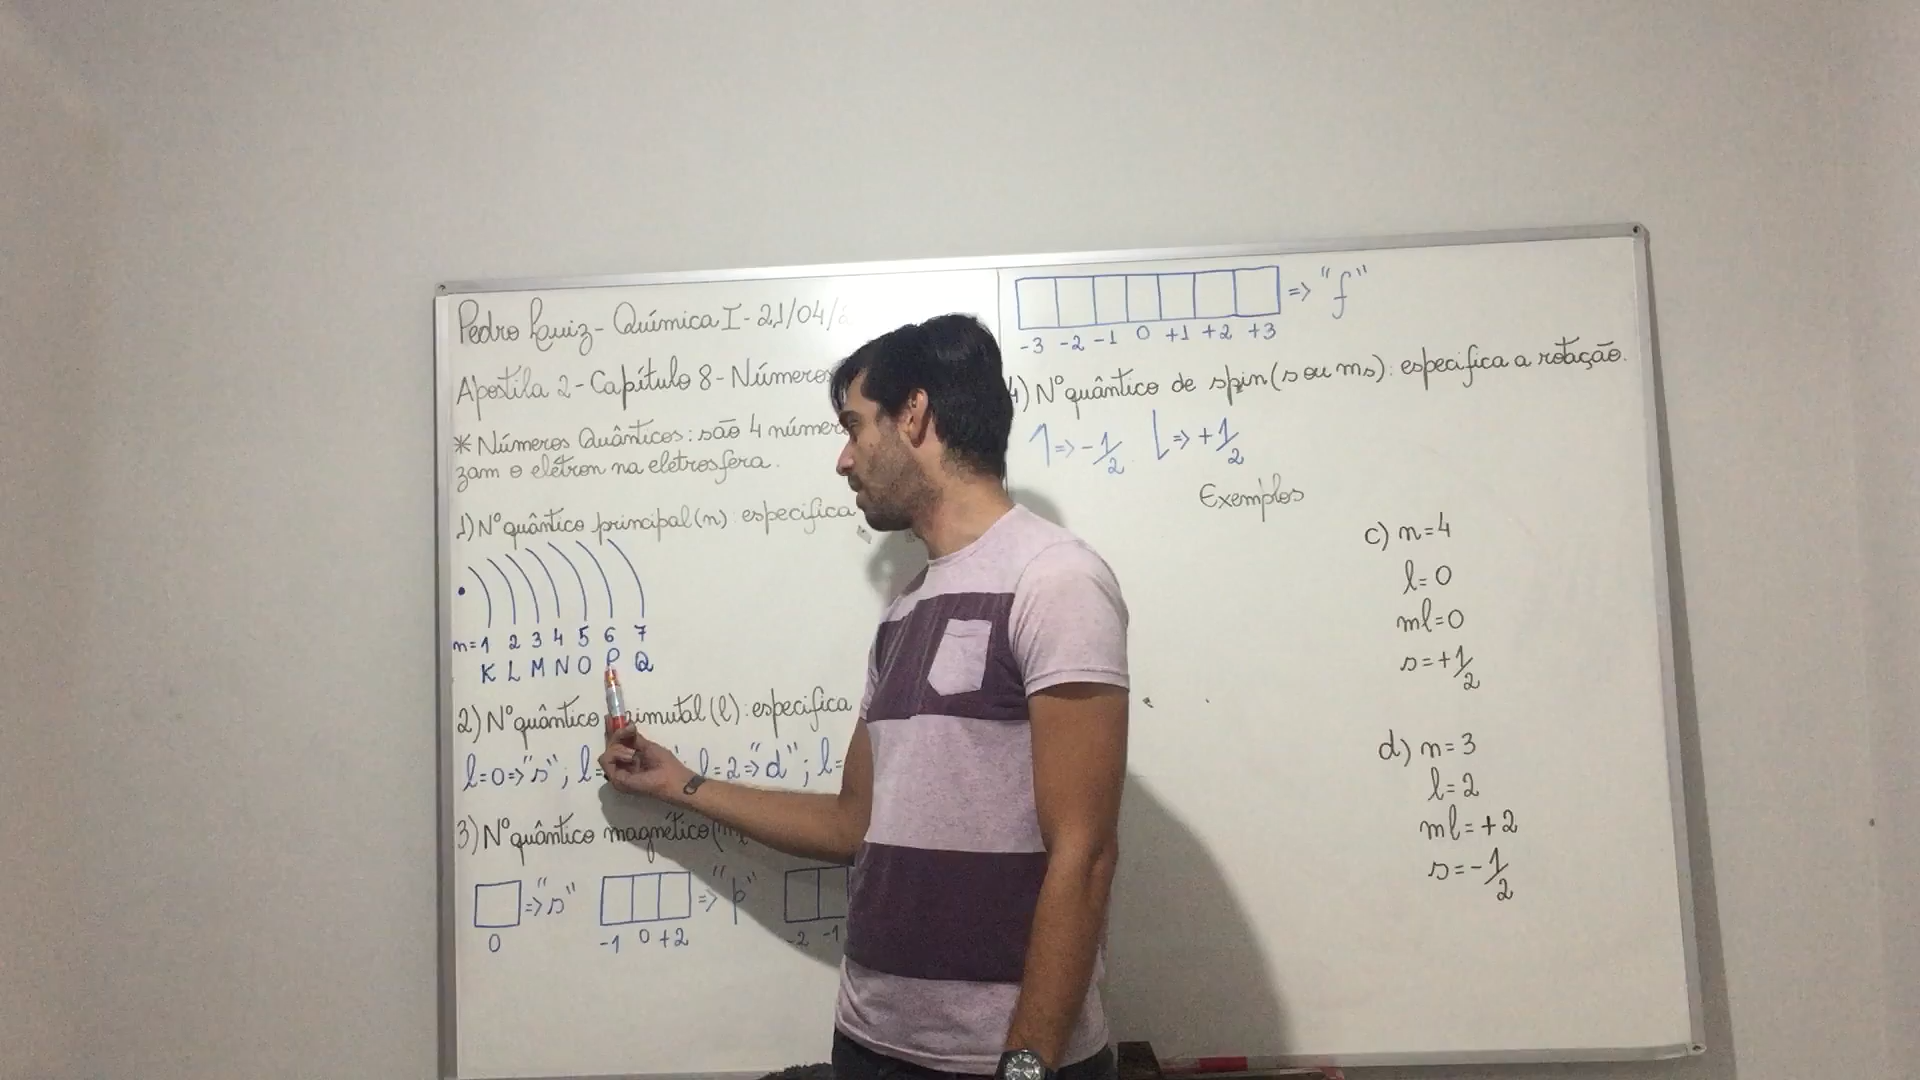 Pedro Luiz - Química I - 21/04/
Apostila 2 - Capítulo 8 - Números
* Números Quânticos: são 4 númer
zam o elétron na eletrosfera.
1) Nº quântico principal (n): especifica
n=1 2 3 4 5 6 7
K L M N O P Q
2) Nº quântico (l): especifica
l=0=>"s"; l= l=2=>"d"; l=
3) Nº quântico magnético (m
=>"s" => "p"
0 -1 0 +2 -2 -1
=> "f"
-3 -2 -1 0 +1 +2 +3
4) Nº quântico de spin (s ou ms): especifica a rotação.
↿=> -1/2. ⇂=> +1/2
Exemplos
c) n=4
l=0
ml=0
s=+1/2
d) n=3
l=2
ml=+2
s=-1/2